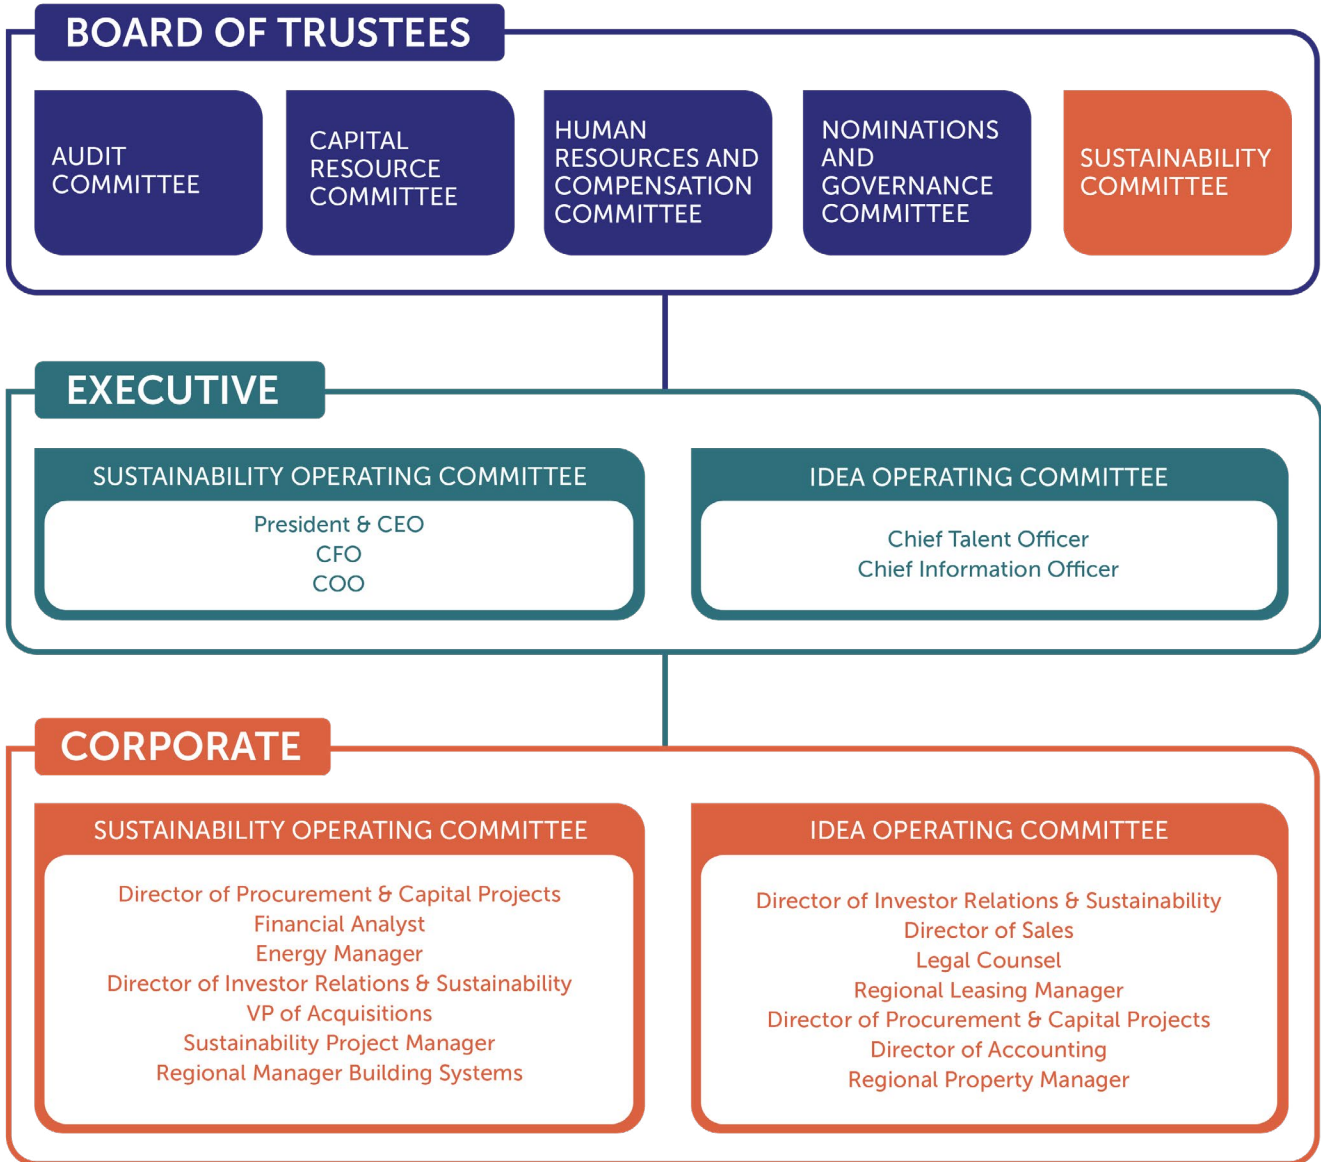 BOARD OF TRUSTEES
AUDIT
COMMITTEE
CAPITAL
RESOURCE
COMMITTEE
HUMAN
RESOURCES AND
COMPENSATION
COMMITTEE
NOMINATIONS
AND
GOVERNANCE
COMMITTEE
SUSTAINABILITY
COMMITTEE
EXECUTIVE
SUSTAINABILITY OPERATING COMMITTEE
President & CEO
CFO
COO
IDEA OPERATING COMMITTEE
Chief Talent Officer
Chief Information Officer
CORPORATE
SUSTAINABILITY OPERATING COMMITTEE
Director of Procurement & Capital Projects
Financial Analyst
Energy Manager
Director of Investor Relations & Sustainability
VP of Acquisitions
Sustainability Project Manager
Regional Manager Building Systems
IDEA OPERATING COMMITTEE
Director of Investor Relations & Sustainability
Director of Sales
Legal Counsel
Regional Leasing Manager
Director of Procurement & Capital Projects
Director of Accounting
Regional Property Manager